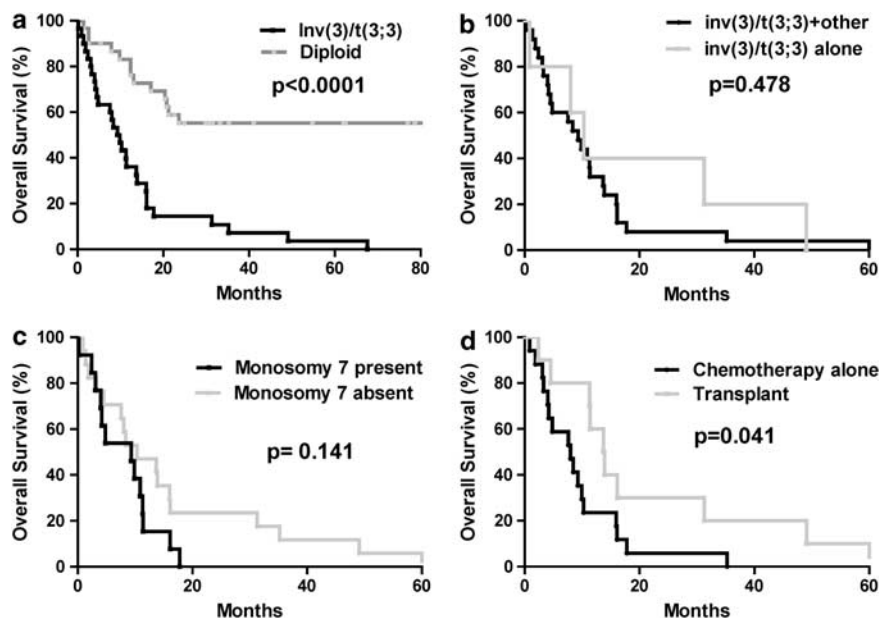 a
Inv(3)/t(3;3)
Diploid
p<0.0001
Overall Survival (%)
100
80
60
40
20
0
0 20 40 60 80
Months
b
inv(3)/t(3;3)+other
inv(3)/t(3;3) alone
p=0.478
Overall Survival (%)
100
80
60
40
20
0
0 20 40 60
Months
c
Monosomy 7 present
Monosomy 7 absent
p= 0.141
Overall Survival (%)
100
80
60
40
20
0
0 20 40 60
Months
d
Chemotherapy alone
Transplant
p=0.041
Overall Survival (%)
100
80
60
40
20
0
0 20 40 60
Months